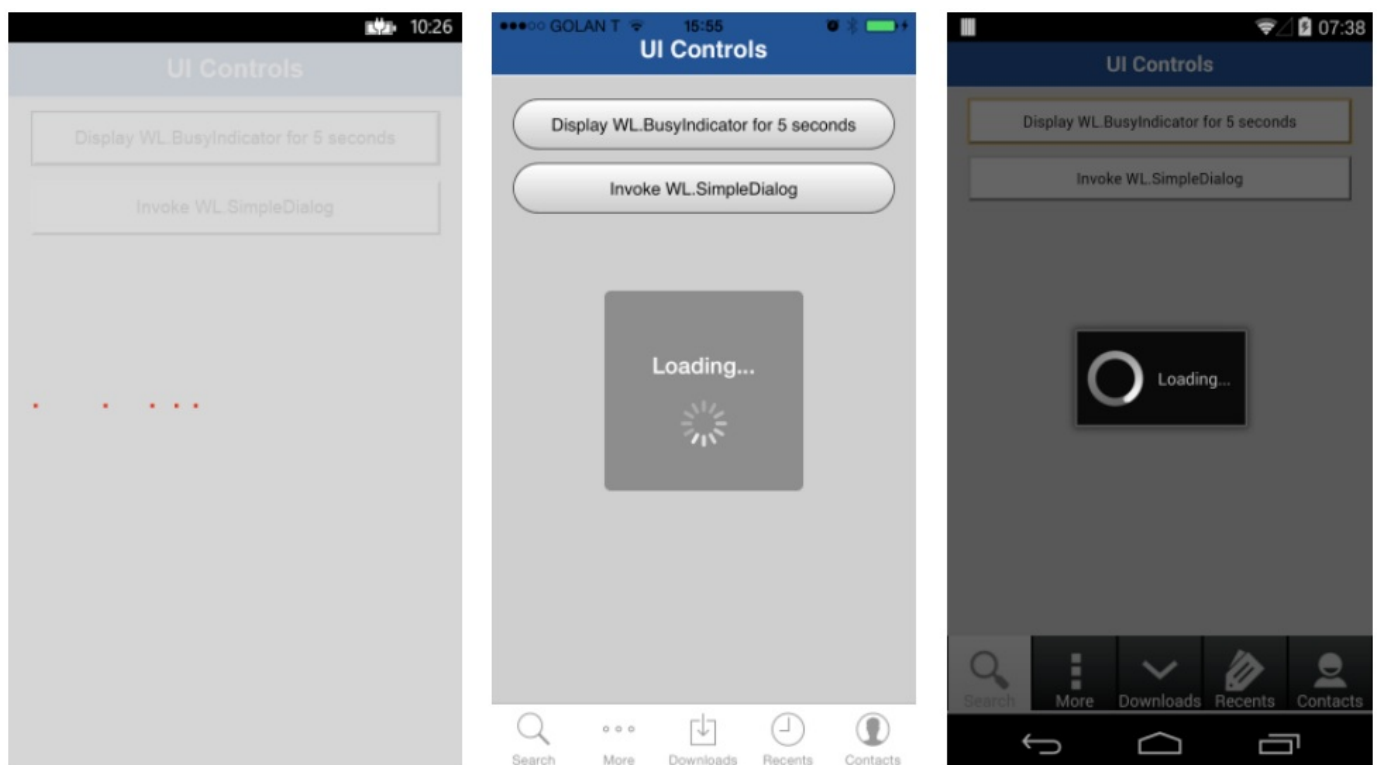 10:26
UI Controls
Display WL.BusyIndicator for 5 seconds
Invoke WL.SimpleDialog
GOLAN T 15:55
UI Controls
Display WL.BusyIndicator for 5 seconds
Invoke WL.SimpleDialog
Loading...
Search More Downloads Recents Contacts
07:38
UI Controls
Display WL.BusyIndicator for 5 seconds
Invoke WL.SimpleDialog
Loading...
Search More Downloads Recents Contacts